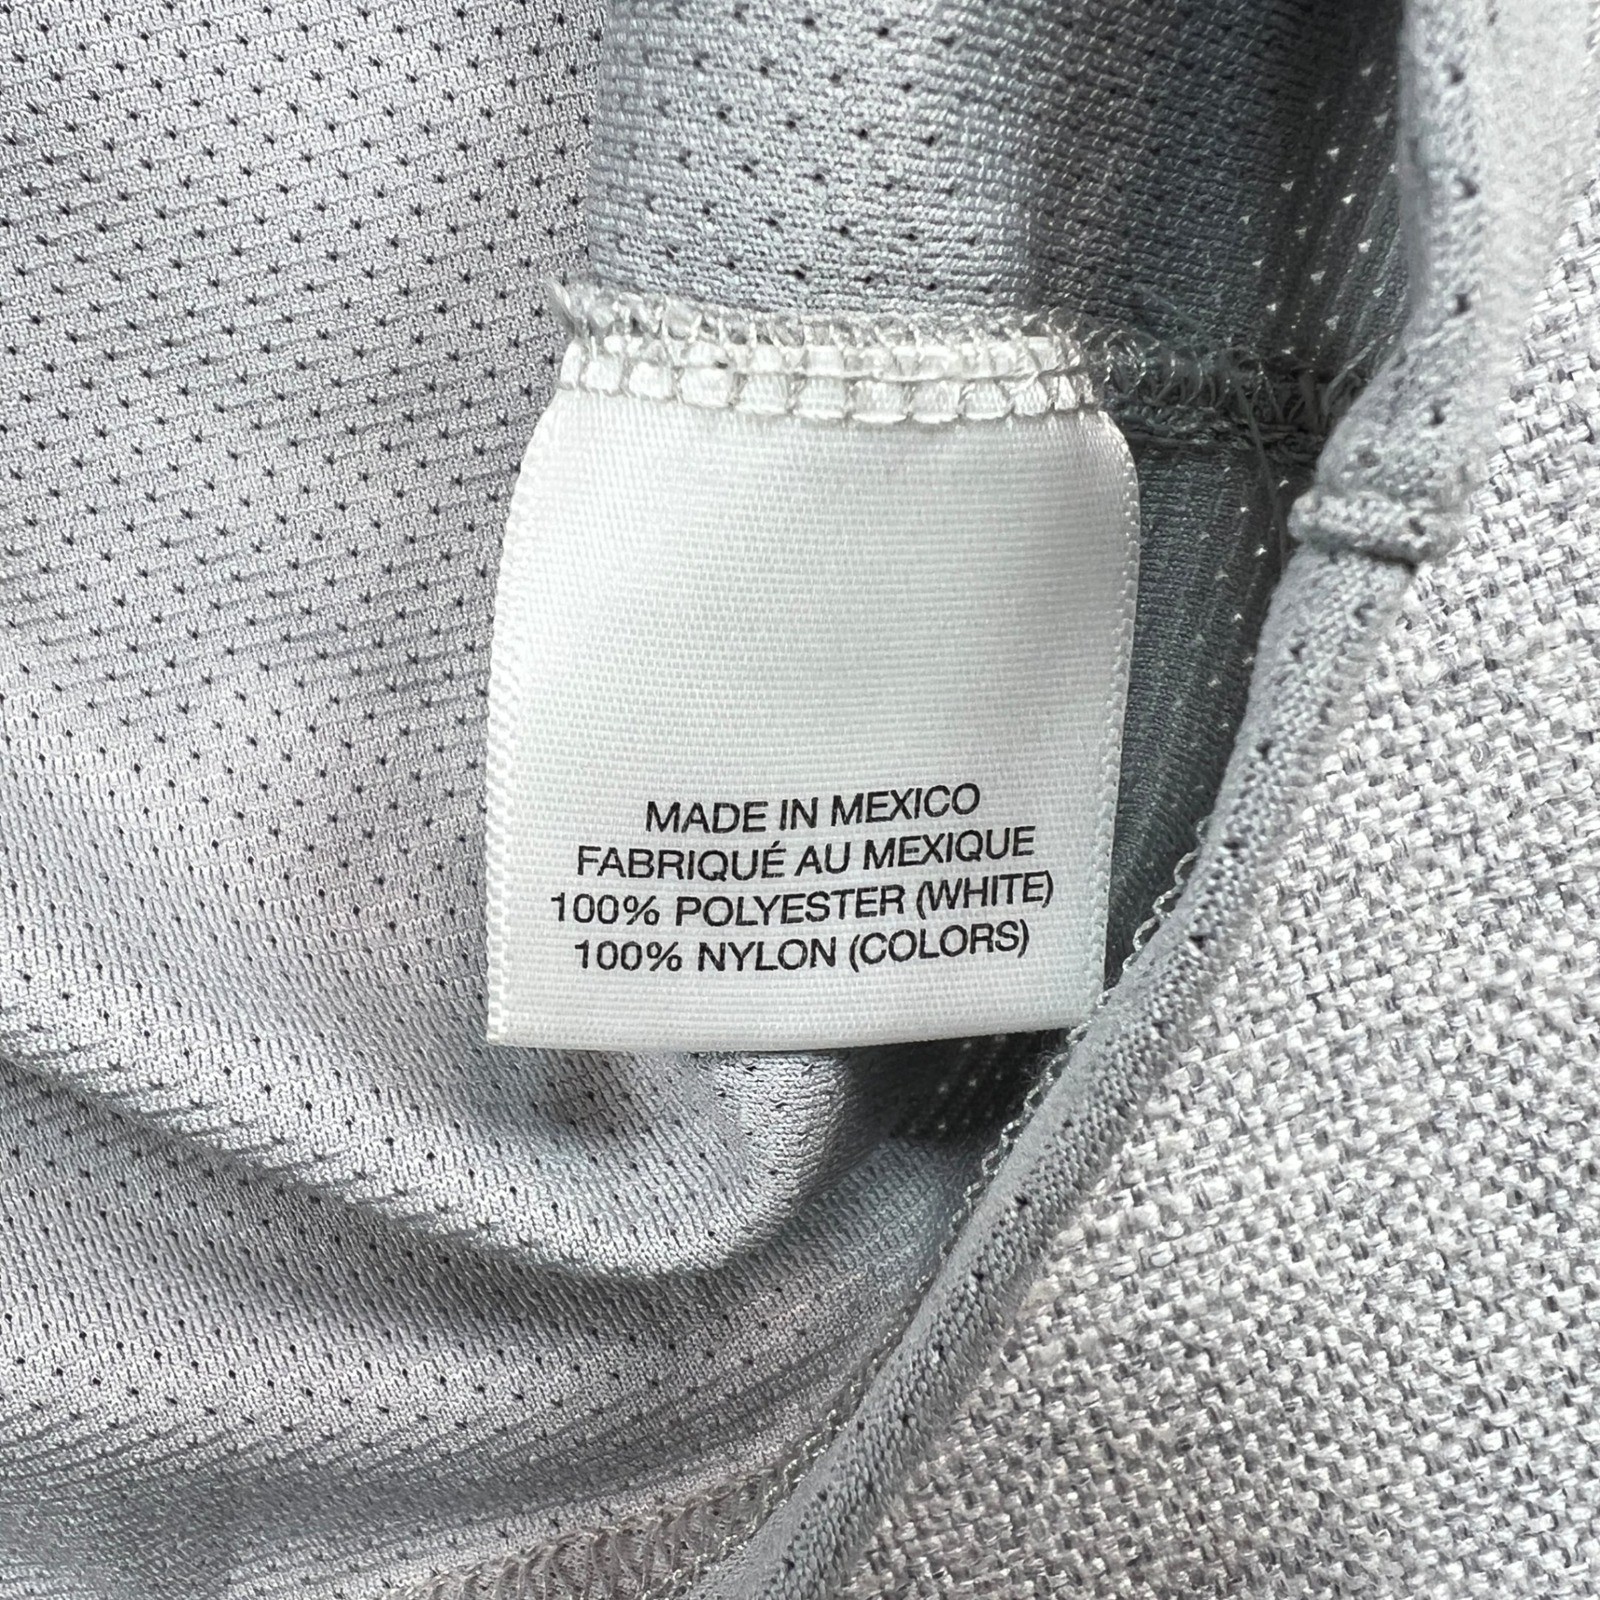 MADE IN MEXICO
FABRIQUÉ AU MEXIQUE
100% POLYESTER (WHITE)
100% NYLON (COLORS)